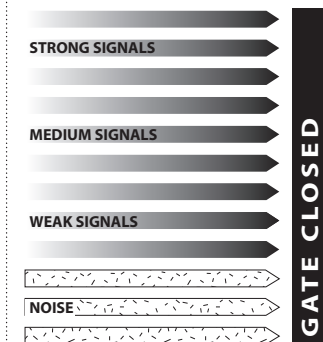 STRONG SIGNALS
MEDIUM SIGNALS
WEAK SIGNALS
NOISE
GATE CLOSED